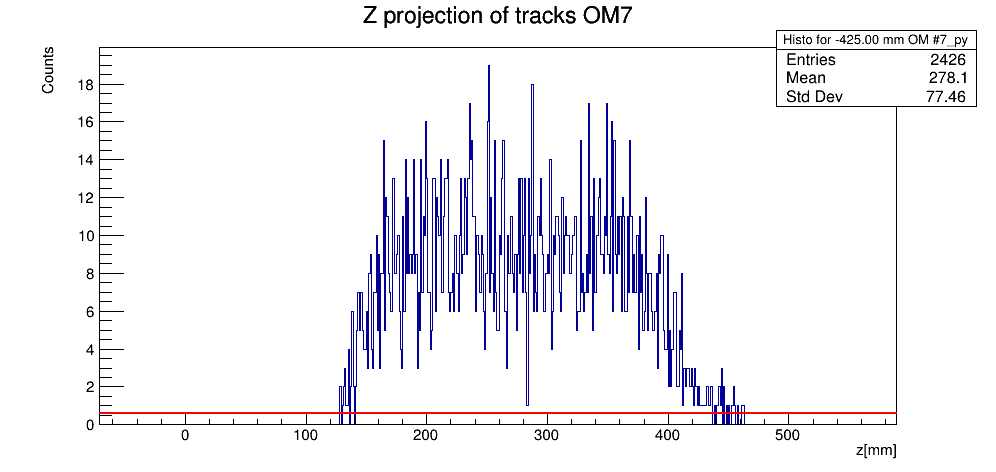 Z projection of tracks OM7
Histo for -425.00 mm OM #7_py
Entries 2426
Mean 278.1
Std Dev 77.46
Counts
18
16
14
12
10
8
6
4
2
0
0 100 200 300 400 500
z[mm]